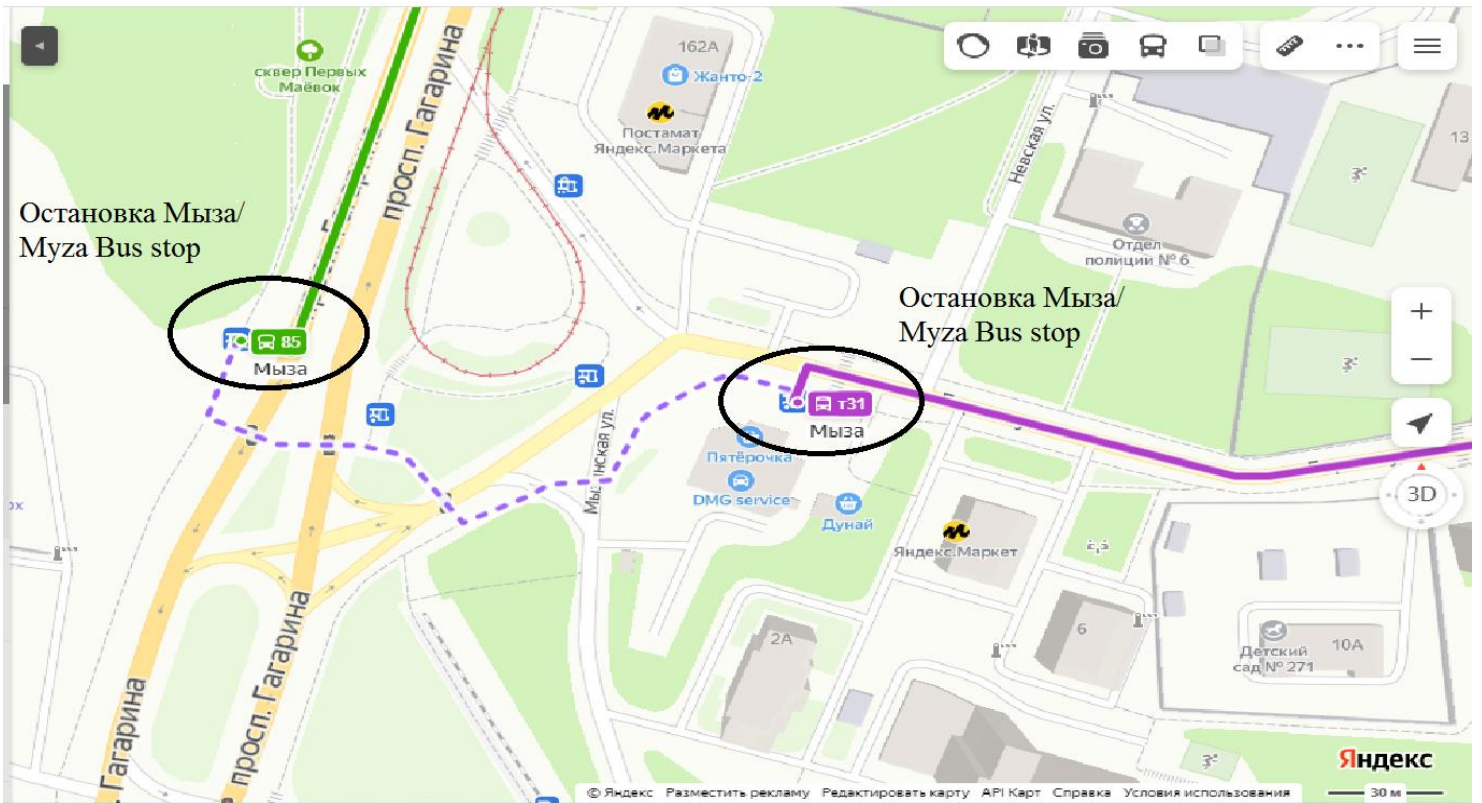 162А
Жанто-2
сквер Первых
Маёвок
просп. Гагарина
Постамат
Яндекс.Маркета
Невская ул.
13
Остановка Мыза/
Myza Bus stop
Отдел
полиции № 6
Остановка Мыза/
Myza Bus stop
85
Мыза
т31
Мыза
Пятёрочка
DMG service
Дунай
3D
Яндекс.Маркет
6
2А
Детский
сад № 271
10А
Гагарина
просп. Гагарина
Яндекс
© Яндекс Разместить рекламу Редактировать карту API Карт Справка Условия использования
30 м